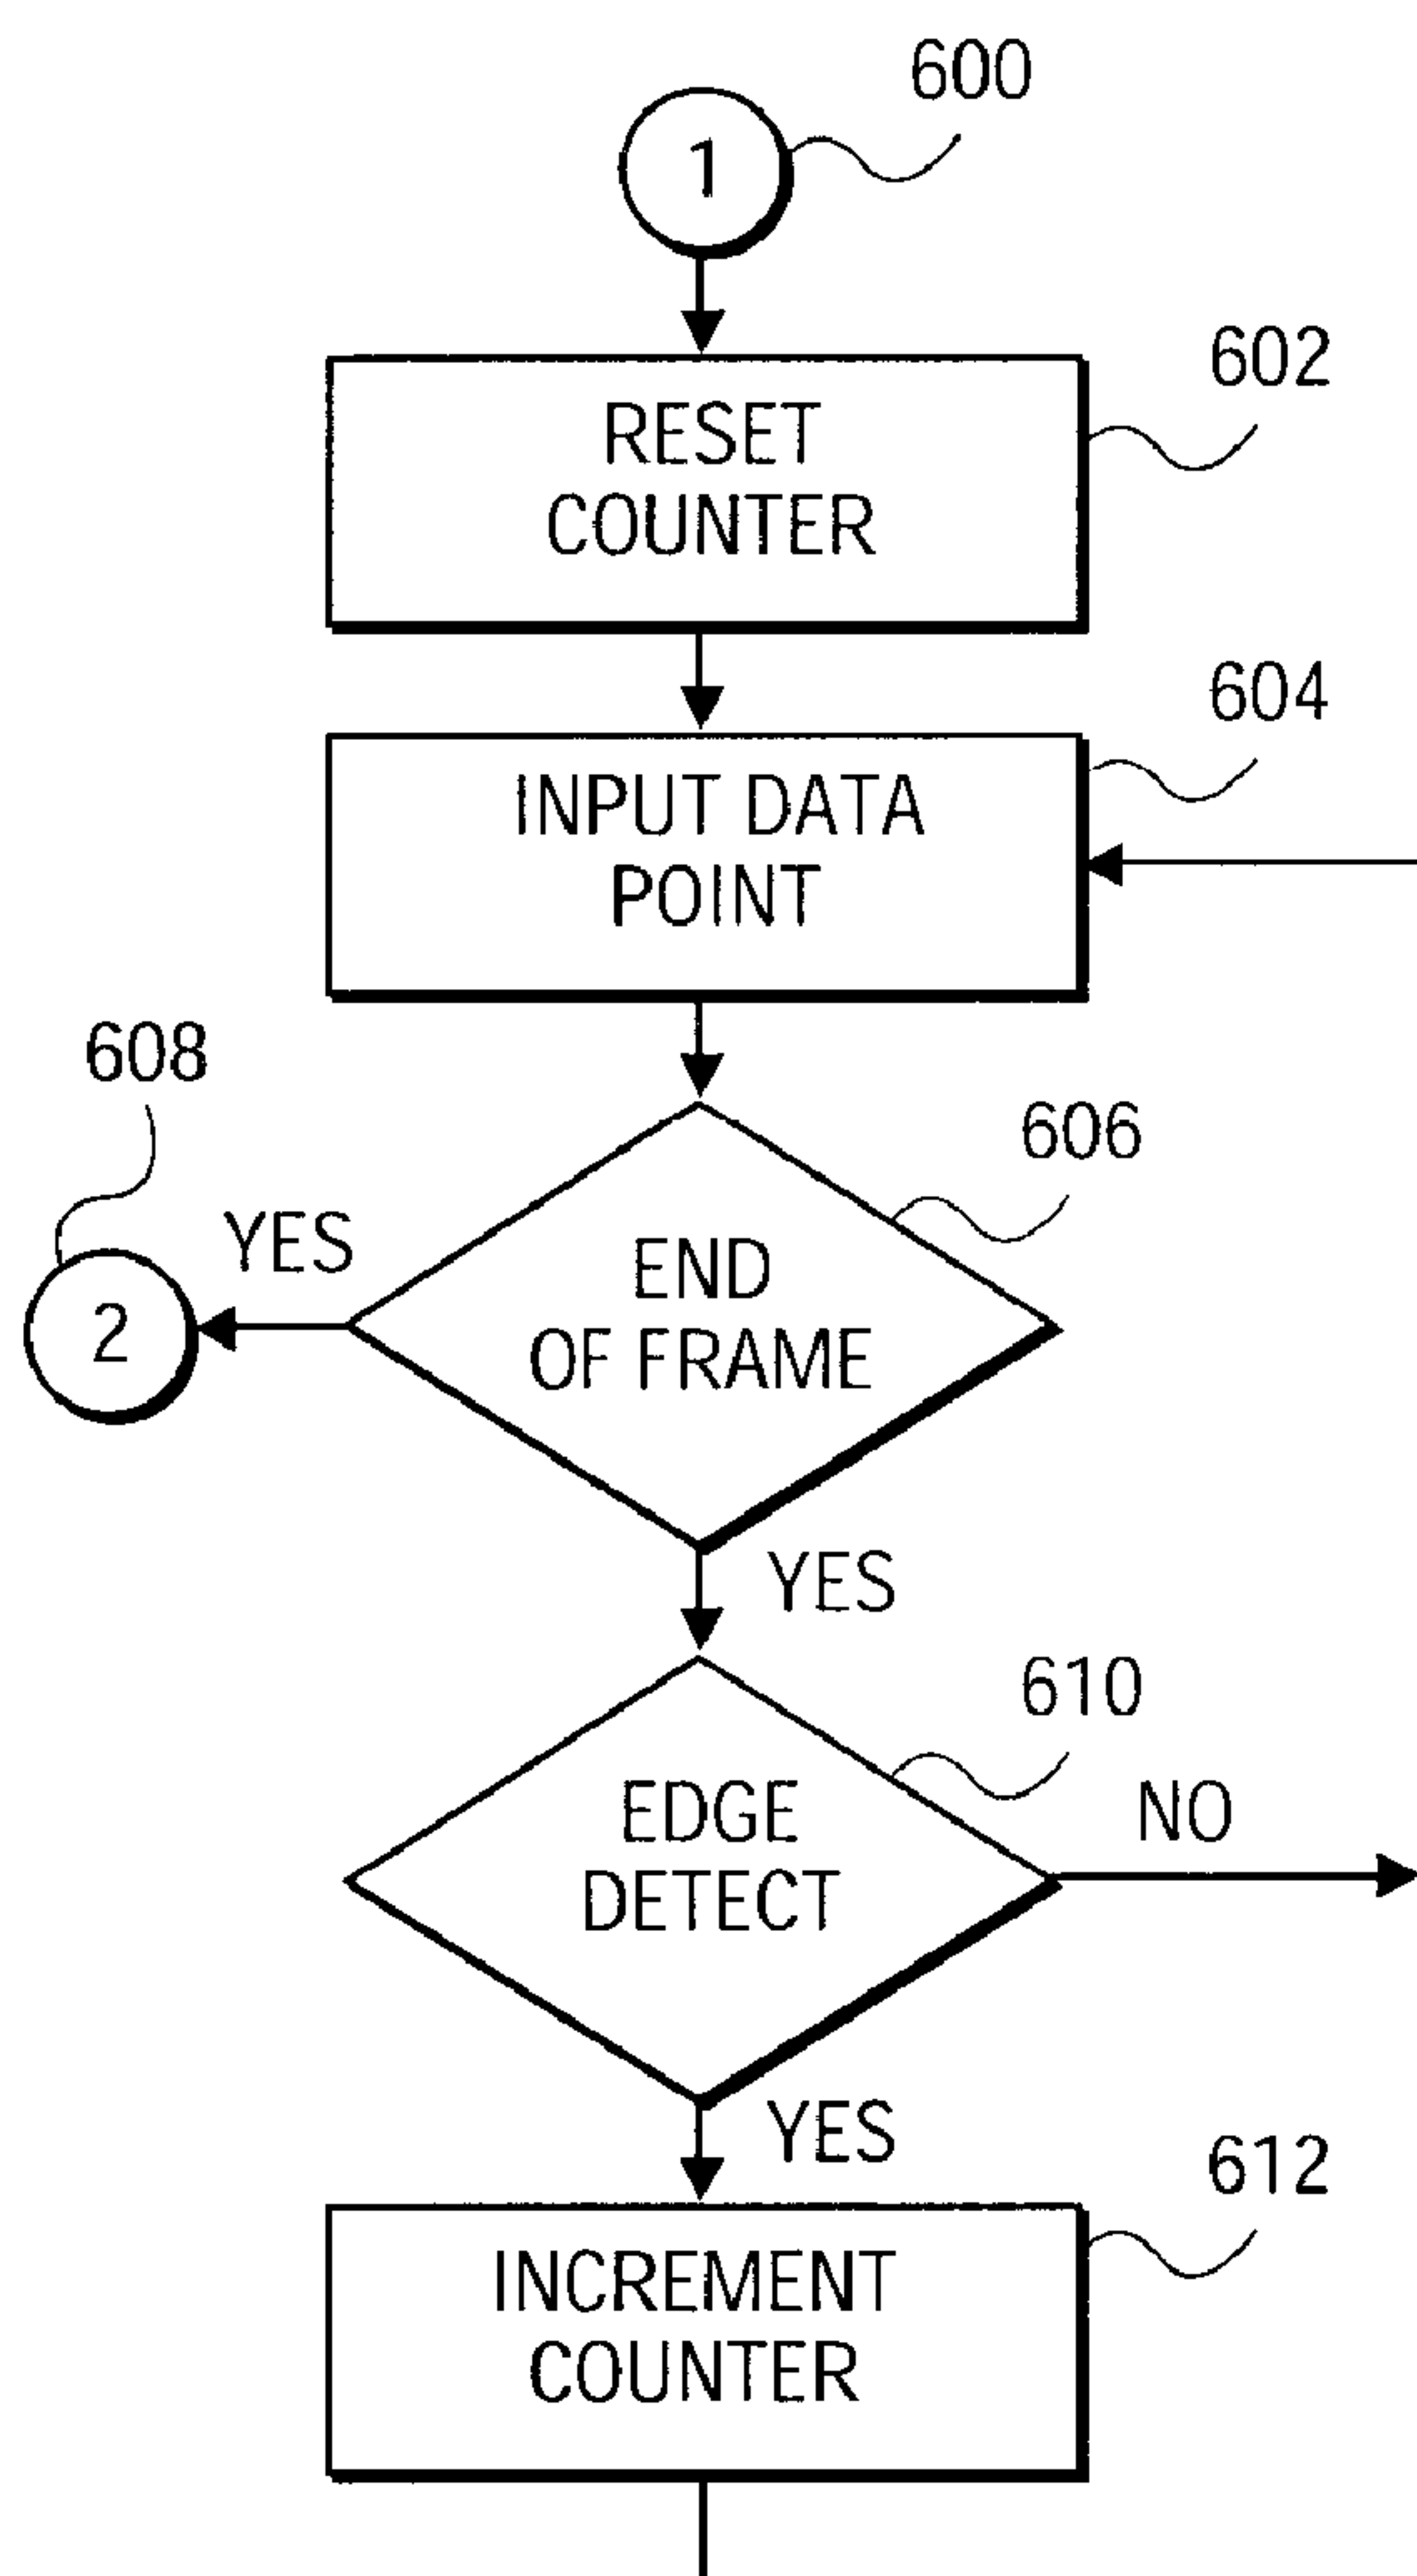 600
1
602
RESET
COUNTER
604
INPUT DATA
POINT
608
606
YES
END
2
OF FRAME
YES
610
EDGE
NO
DETECT
YES
612
INCREMENT
COUNTER